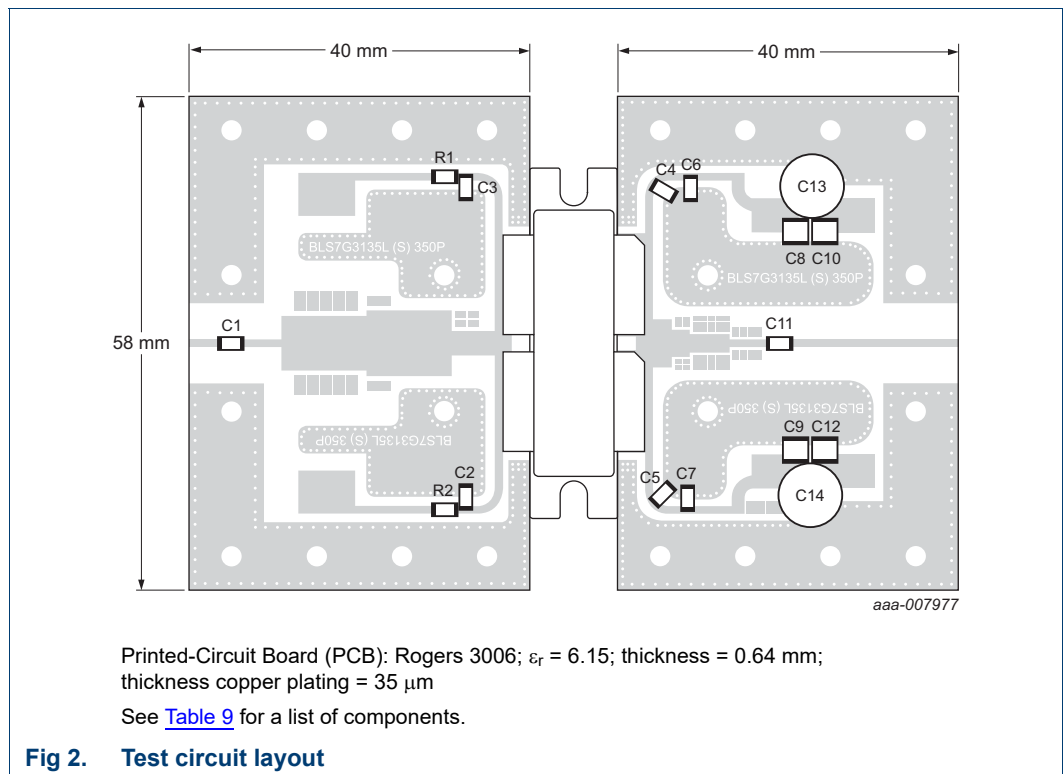 40 mm
40 mm
58 mm
R1
C3
C4
C6
C13
C8
C10
BLS7G3135L (S) 350P
BLS7G3135L (S) 350P
C1
C11
BLS7G3135L (S) 350P
BLS7G3135L (S) 350P
C9
C12
C2
R2
C5
C7
C14
aaa-007977
Printed-Circuit Board (PCB): Rogers 3006; εr = 6.15; thickness = 0.64 mm;
thickness copper plating = 35 μm
See Table 9 for a list of components.
Fig 2. Test circuit layout